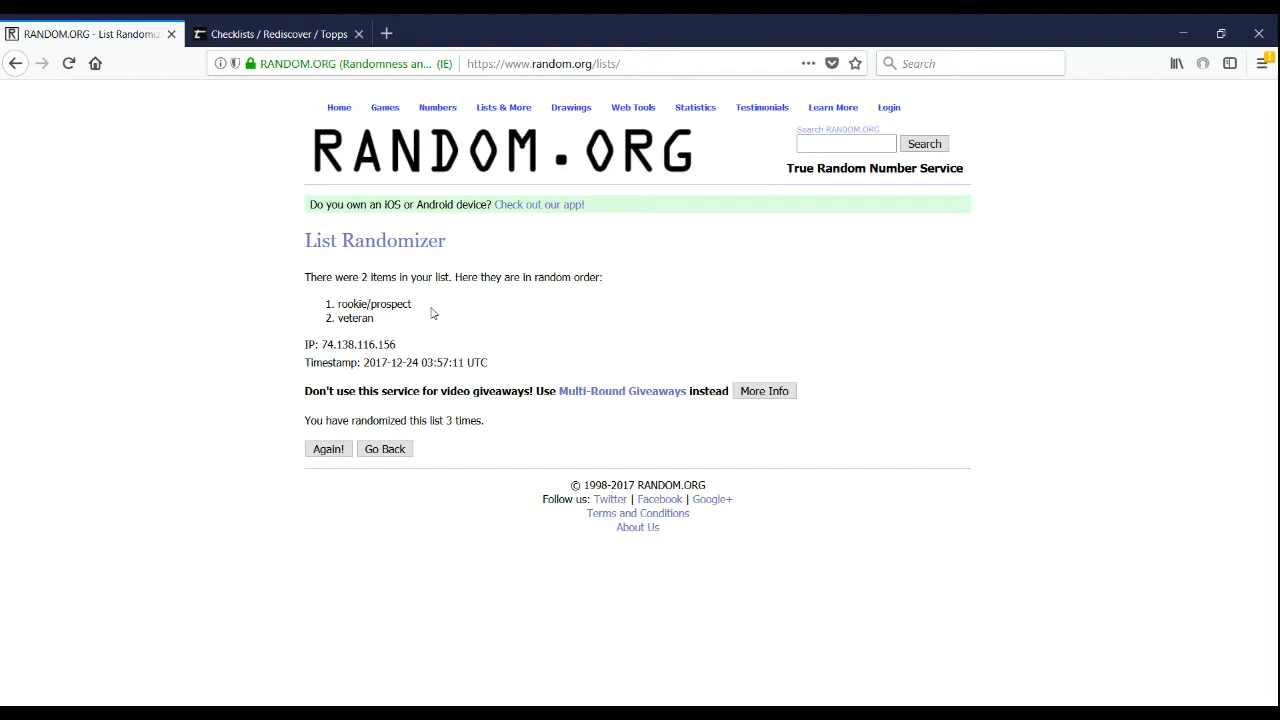 RANDOM.ORG - List Randomiz
Checklists / Rediscover / Topps
RANDOM.ORG (Randomness an... (IE)
https://www.random.org/lists/
Search
Home Games Numbers Lists & More Drawings Web Tools Statistics Testimonials Learn More Login
RANDOM.ORG
Search RANDOM.ORG
Search
True Random Number Service
Do you own an iOS or Android device? Check out our app!
List Randomizer
There were 2 items in your list. Here they are in random order:
1. rookie/prospect
2. veteran
IP: 74.138.116.156
Timestamp: 2017-12-24 03:57:11 UTC
Don't use this service for video giveaways! Use Multi-Round Giveaways instead More Info
You have randomized this list 3 times.
Again! Go Back
© 1998-2017 RANDOM.ORG
Follow us: Twitter | Facebook | Google+
Terms and Conditions
About Us